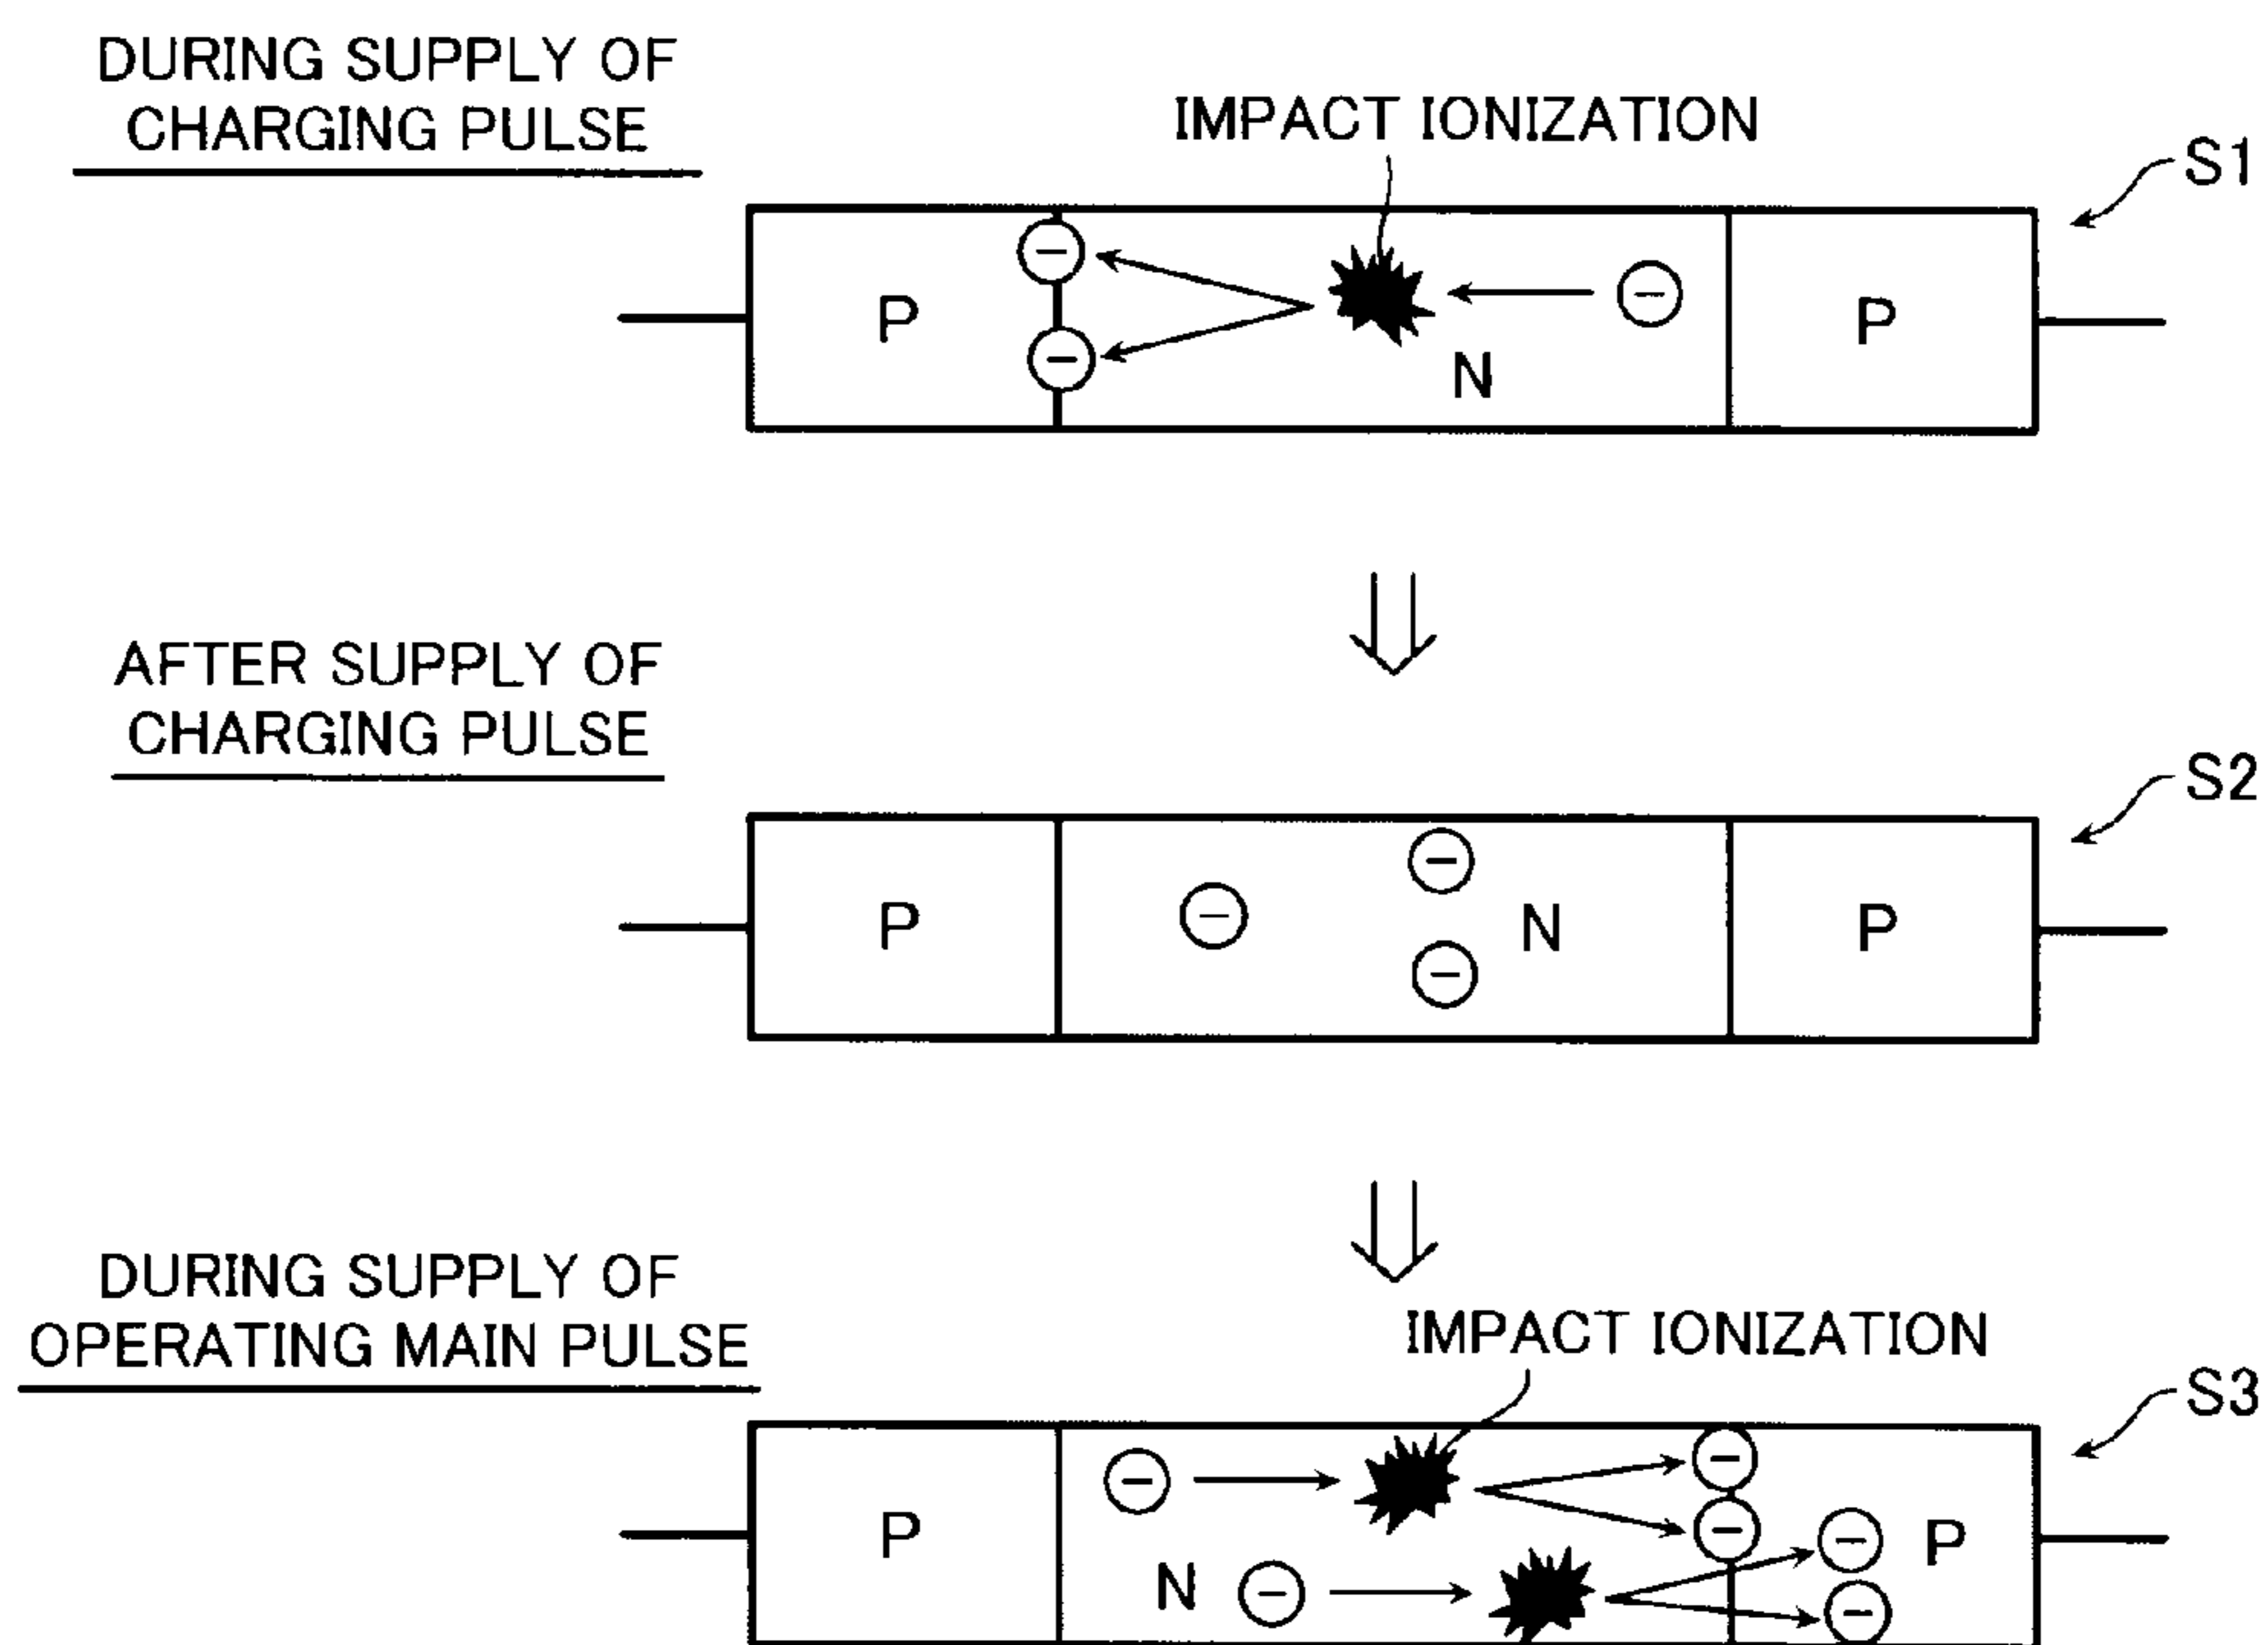 DURING SUPPLY OF
CHARGING PULSE
IMPACT IONIZATION
S1
P
N
P
AFTER SUPPLY OF
CHARGING PULSE
S2
P
N
P
DURING SUPPLY OF
OPERATING MAIN PULSE
IMPACT IONIZATION
S3
P
N
P